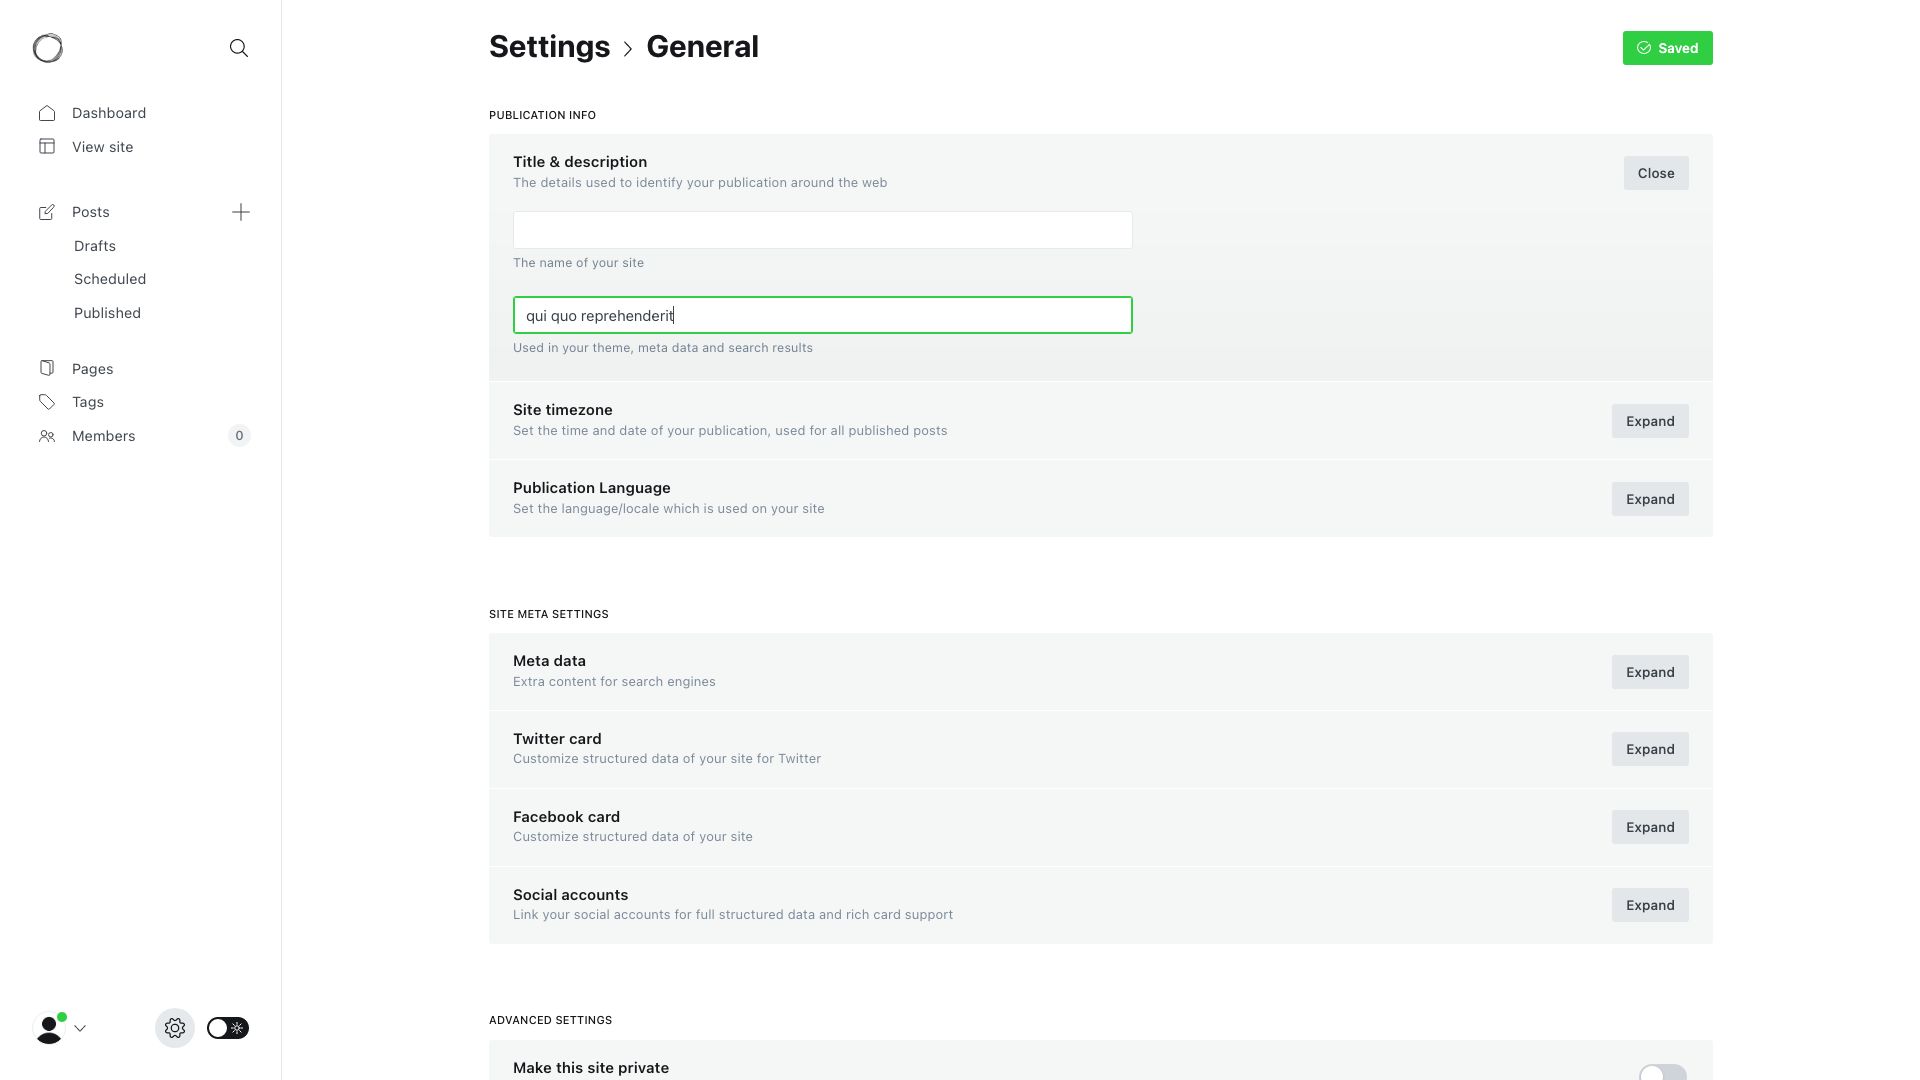 Settings › General
Saved
Dashboard
View site
Posts
Drafts
Scheduled
Published
Pages
Tags
Members
0
PUBLICATION INFO
Title & description
The details used to identify your publication around the web
Close
The name of your site
qui quo reprehenderit
Used in your theme, meta data and search results
Site timezone
Set the time and date of your publication, used for all published posts
Expand
Publication Language
Set the language/locale which is used on your site
Expand
SITE META SETTINGS
Meta data
Extra content for search engines
Expand
Twitter card
Customize structured data of your site for Twitter
Expand
Facebook card
Customize structured data of your site
Expand
Social accounts
Link your social accounts for full structured data and rich card support
Expand
ADVANCED SETTINGS
Make this site private